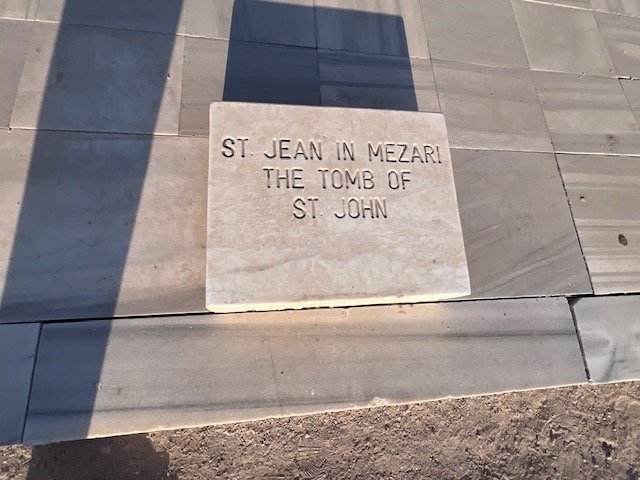 ST. JEAN IN MEZARI
THE TOMB OF
ST. JOHN